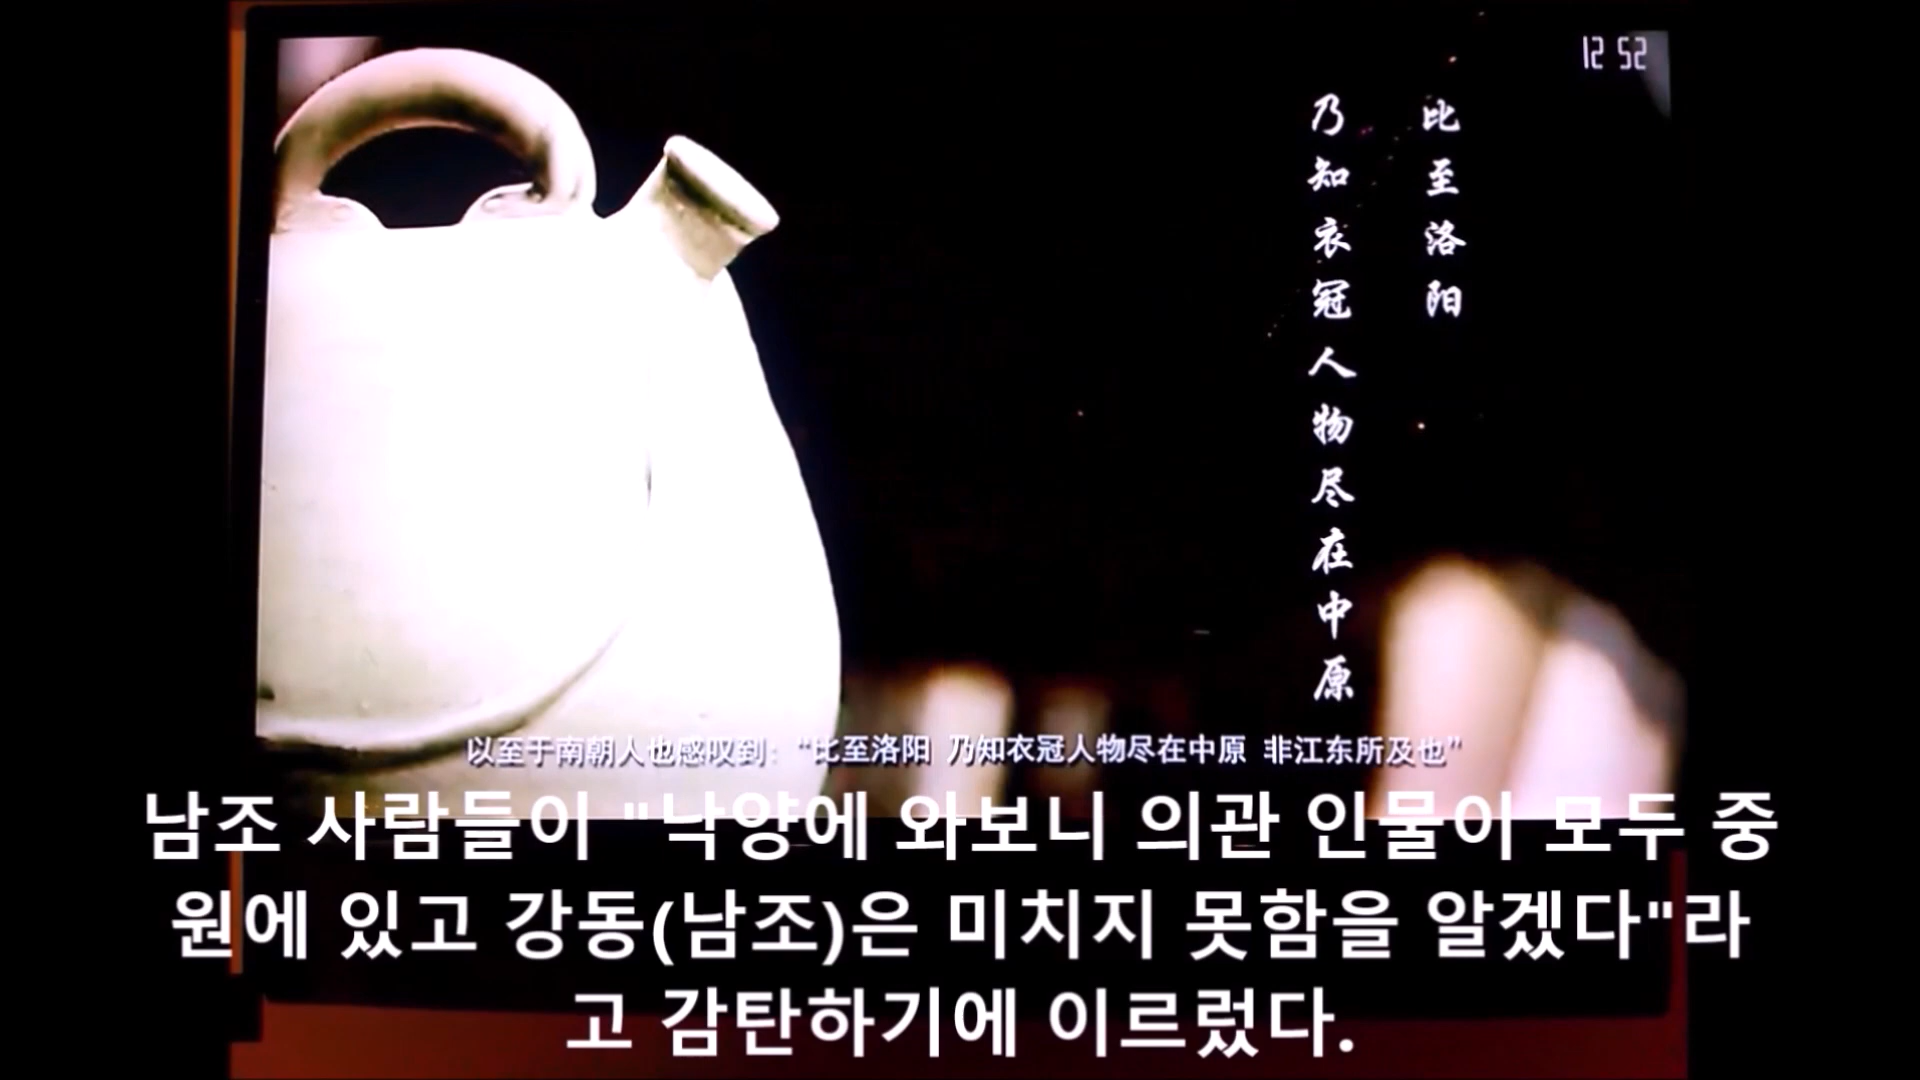 12 52
比至洛阳
乃知衣冠人物尽在中原
以至于南朝人也感叹到：“比至洛阳 乃知衣冠人物尽在中原 非江东所及也”
남조 사람들이 "낙양에 와보니 의관 인물이 모두 중
원에 있고 강동(남조)은 미치지 못함을 알겠다"라
고 감탄하기에 이르렀다.